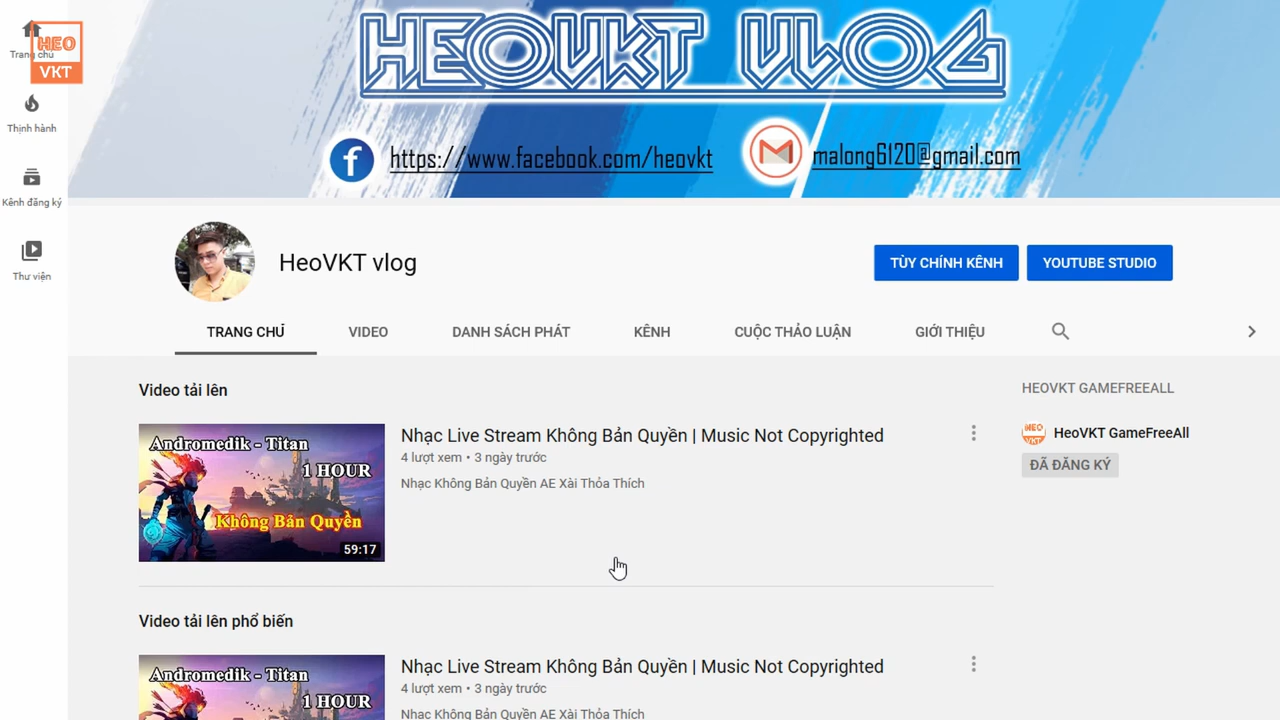 HEOVKT VLOG
https://www.facebook.com/heovkt
malong6120@gmail.com
Trang chủ
HEO
VKT
Thịnh hành
Kênh đăng ký
Thư viện
HeoVKT vlog
TÙY CHỈNH KÊNH
YOUTUBE STUDIO
TRANG CHỦ
VIDEO
DANH SÁCH PHÁT
KÊNH
CUỘC THẢO LUẬN
GIỚI THIỆU
Video tải lên
Andromedik - Titan
1 HOUR
Không Bản Quyền
59:17
Nhạc Live Stream Không Bản Quyền | Music Not Copyrighted
4 lượt xem • 3 ngày trước
Nhạc Không Bản Quyền AE Xài Thỏa Thích
HEOVKT GAMEFREEALL
HEO
VKT
HeoVKT GameFreeAll
ĐÃ ĐĂNG KÝ
Video tải lên phổ biến
Andromedik - Titan
1 HOUR
Nhạc Live Stream Không Bản Quyền | Music Not Copyrighted
4 lượt xem • 3 ngày trước
Nhạc Không Bản Quyền AE Xài Thỏa Thích